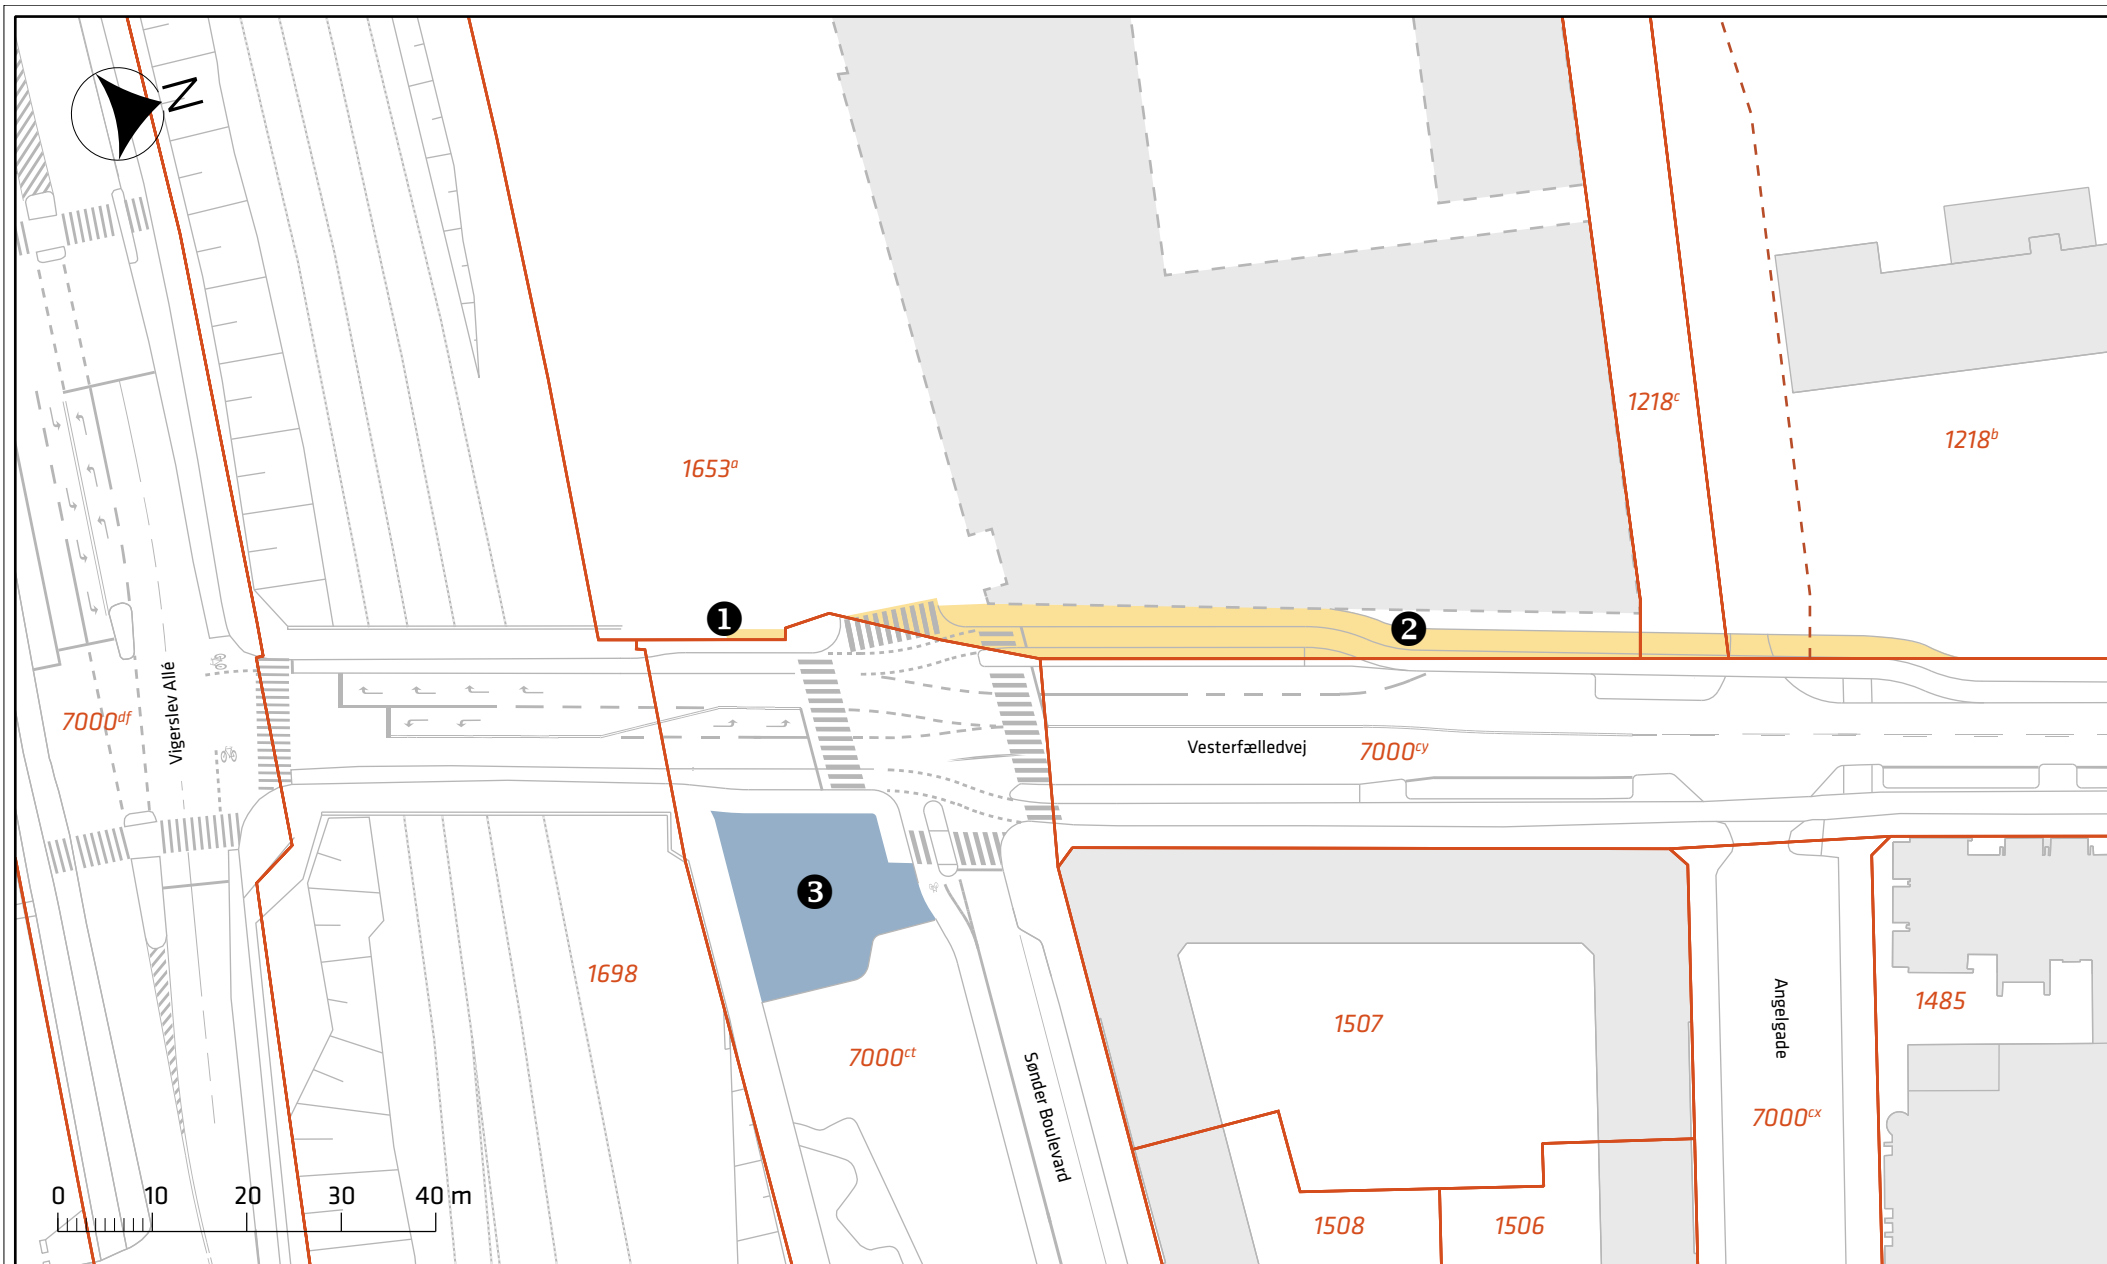 N
1218ᶜ
1218ᵇ
1653ᵃ
1
2
Vigerslev Allé
7000ᵈᶠ
Vesterfælledvej
7000ᶜʸ
3
1698
1507
Angelgade
1485
7000ᶜᵗ
Sønder Boulevard
7000ᶜˣ
0 10 20 30 40 m
1508
1506